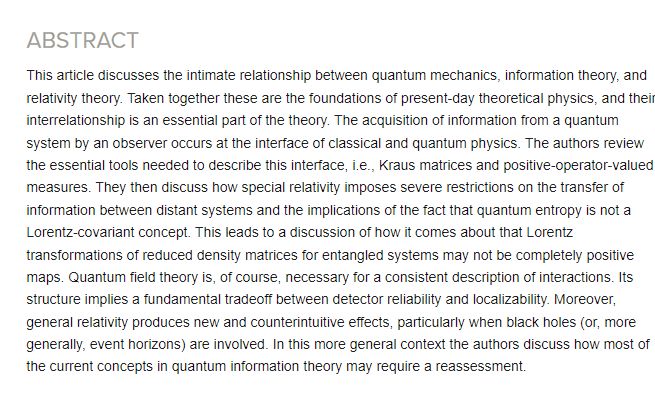 ABSTRACT
This article discusses the intimate relationship between quantum mechanics, information theory, and
relativity theory. Taken together these are the foundations of present-day theoretical physics, and their
interrelationship is an essential part of the theory. The acquisition of information from a quantum
system by an observer occurs at the interface of classical and quantum physics. The authors review
the essential tools needed to describe this interface, i.e., Kraus matrices and positive-operator-valued
measures. They then discuss how special relativity imposes severe restrictions on the transfer of
information between distant systems and the implications of the fact that quantum entropy is not a
Lorentz-covariant concept. This leads to a discussion of how it comes about that Lorentz
transformations of reduced density matrices for entangled systems may not be completely positive
maps. Quantum field theory is, of course, necessary for a consistent description of interactions. Its
structure implies a fundamental tradeoff between detector reliability and localizability. Moreover,
general relativity produces new and counterintuitive effects, particularly when black holes (or, more
generally, event horizons) are involved. In this more general context the authors discuss how most of
the current concepts in quantum information theory may require a reassessment.